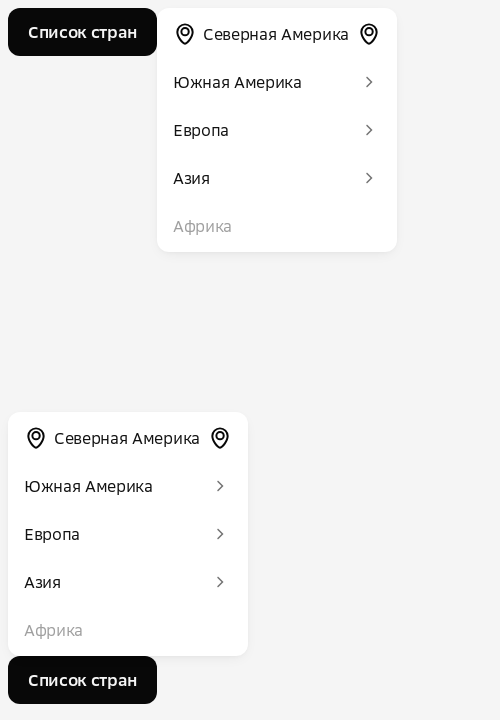 Список стран
Северная Америка
Южная Америка
Европа
Азия
Африка
Северная Америка
Южная Америка
Европа
Азия
Африка
Список стран